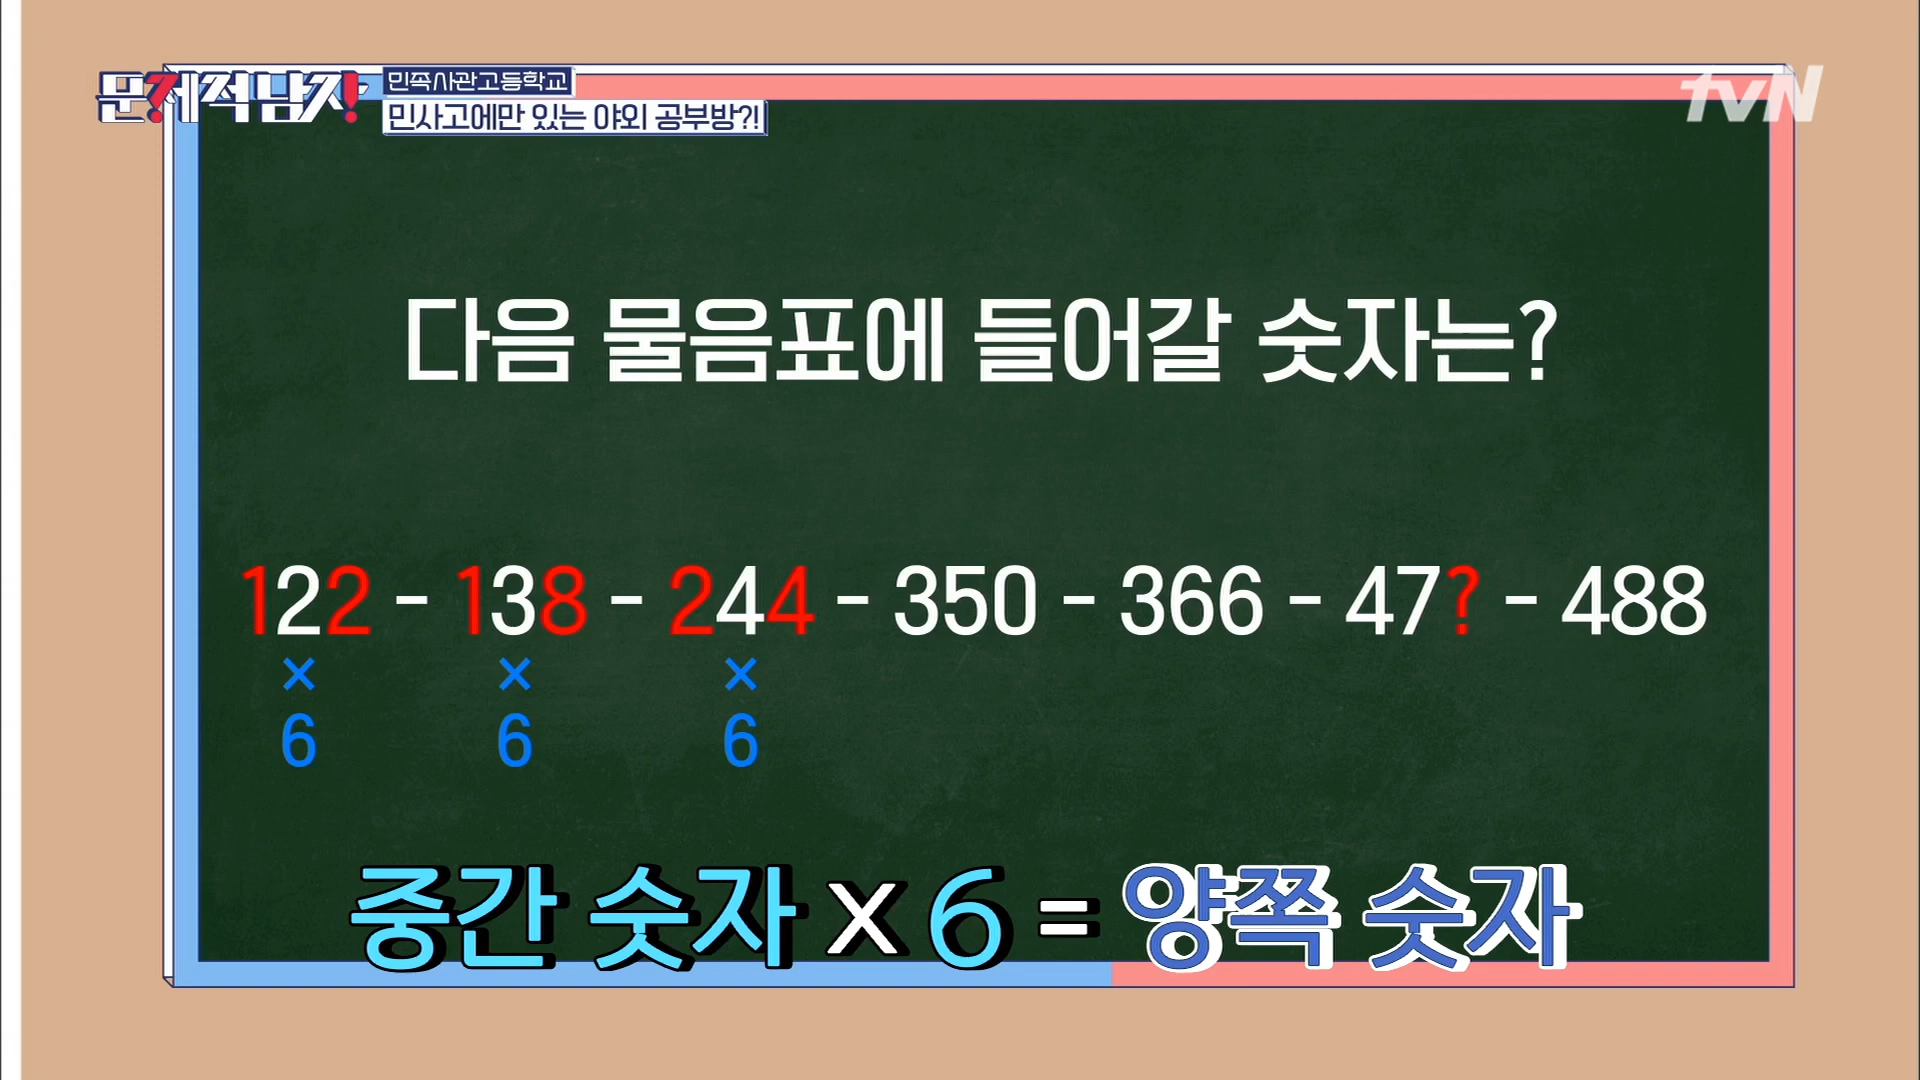 문제적남자
민족사관고등학교
민사고에만 있는 야외 공부방?!
tvN
다음 물음표에 들어갈 숫자는?
122 - 138 - 244 - 350 - 366 - 47? - 488
× × ×
6 6 6
중간 숫자 x 6 = 양쪽 숫자